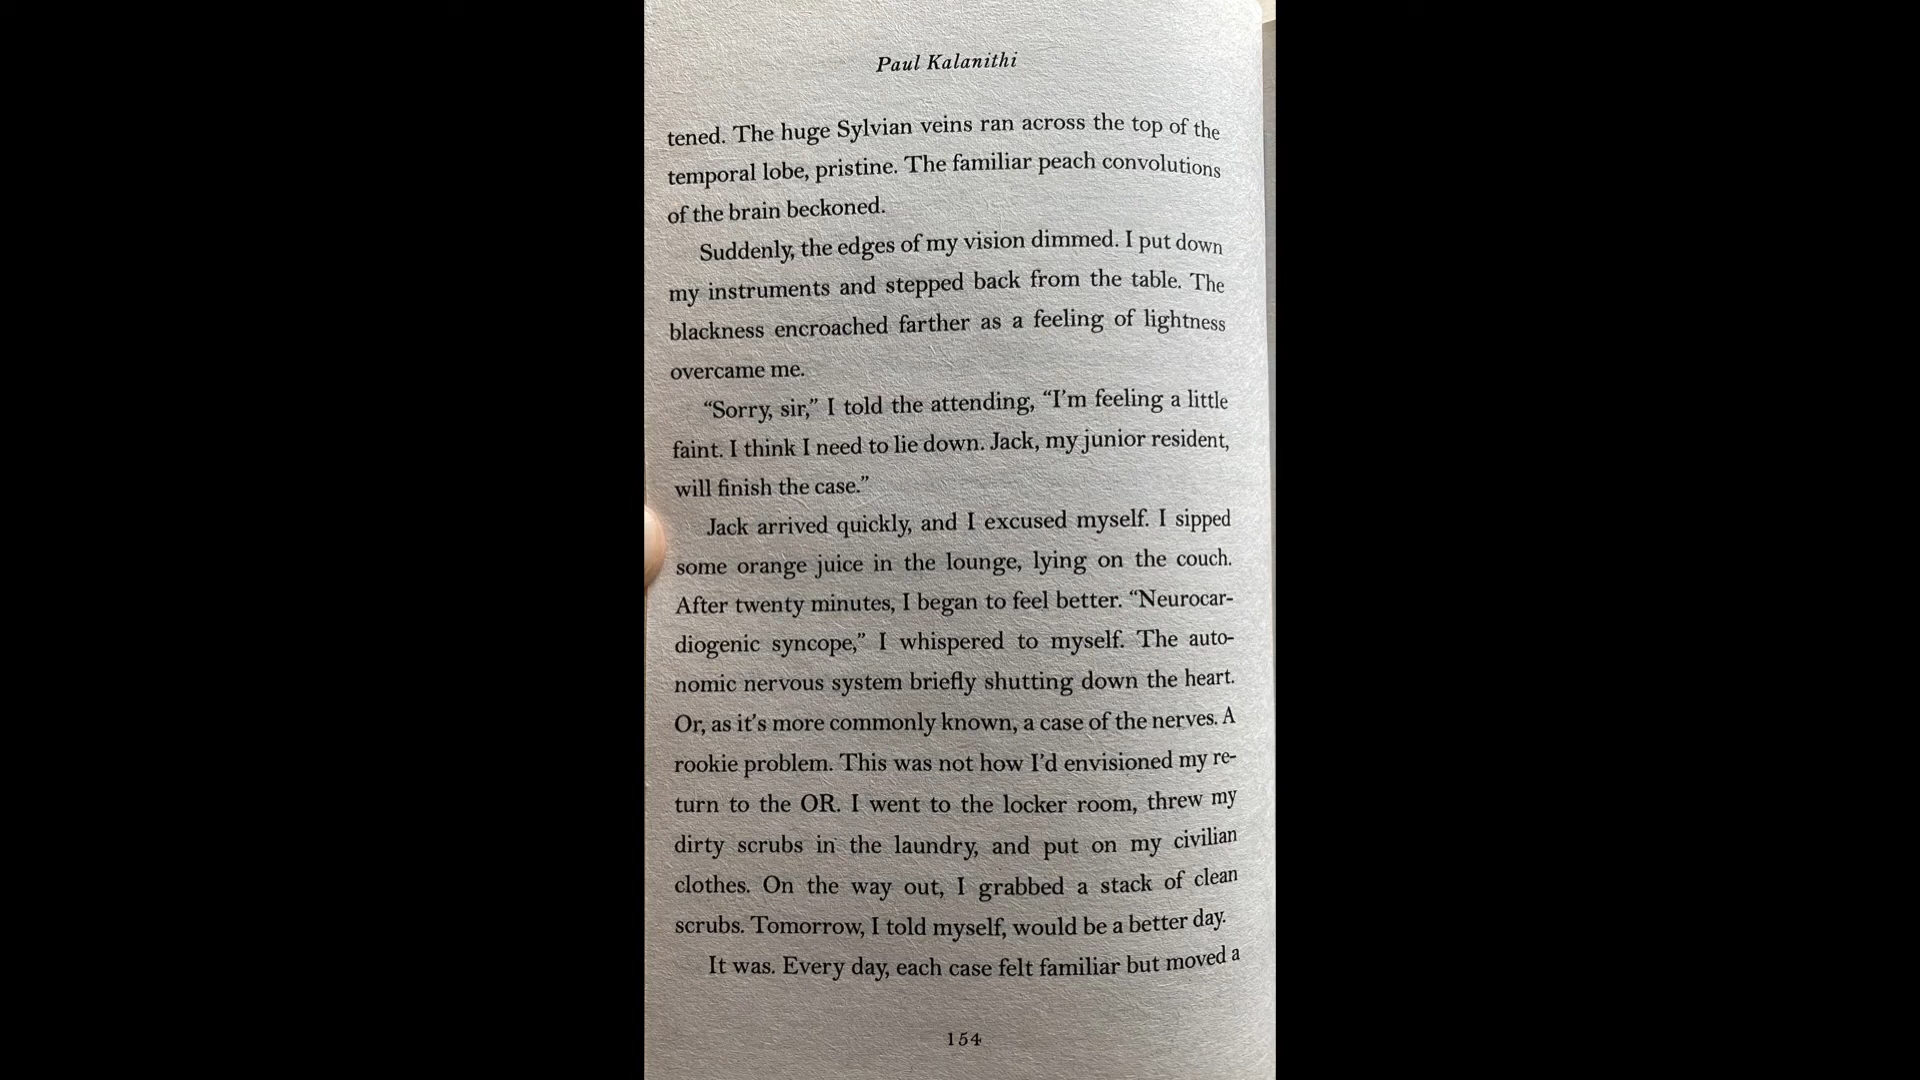 Paul Kalanithi
tened. The huge Sylvian veins ran across the top of the
temporal lobe, pristine. The familiar peach convolutions
of the brain beckoned.
Suddenly, the edges of my vision dimmed. I put down
my instruments and stepped back from the table. The
blackness encroached farther as a feeling of lightness
overcame me.
“Sorry, sir,” I told the attending, “I’m feeling a little
faint. I think I need to lie down. Jack, my junior resident,
will finish the case.”
Jack arrived quickly, and I excused myself. I sipped
some orange juice in the lounge, lying on the couch.
After twenty minutes, I began to feel better. “Neurocar-
diogenic syncope,” I whispered to myself. The auto-
nomic nervous system briefly shutting down the heart.
Or, as it’s more commonly known, a case of the nerves. A
rookie problem. This was not how I’d envisioned my re-
turn to the OR. I went to the locker room, threw my
dirty scrubs in the laundry, and put on my civilian
clothes. On the way out, I grabbed a stack of clean
scrubs. Tomorrow, I told myself, would be a better day.
It was. Every day, each case felt familiar but moved a
154